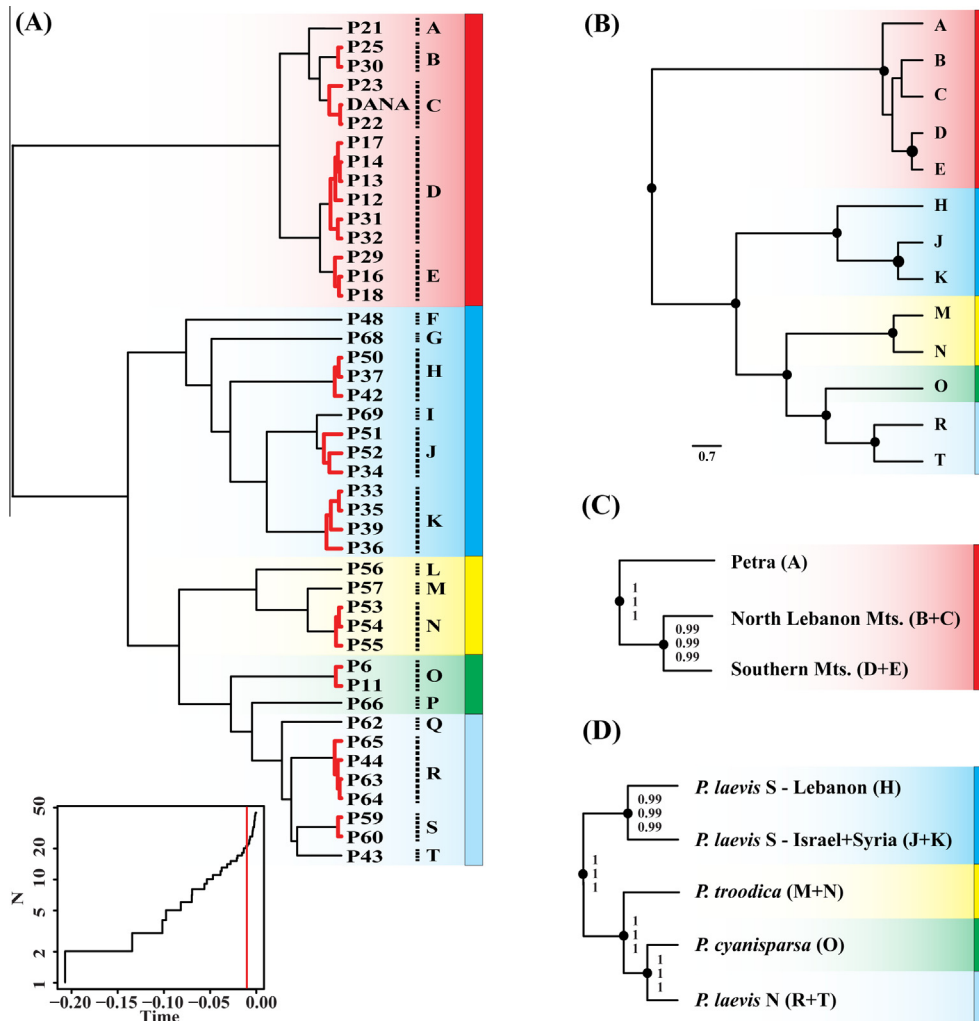 (A)
P21 A
P25
B
P30
P23
DANA C
P22
P17
P14
P13
D
P12
P31
P32
P29
P16 E
P18
P48 F
P68 G
P50
P37 H
P42
P69 I
P51
P52 J
P34
P33
P35
K
P39
P36
P56 L
P57 M
P53
P54 N
P55
P6
O
P11
P66 P
P62 Q
P65
P44
R
P63
P64
P59
S
P60
P43 T
N
50
20
10
5
2
1
−0.20 −0.15 −0.10 −0.05 0.00
Time
(B)
A
B
C
D
E
H
J
K
M
N
O
R
T
0.7
(C)
Petra (A)
1
1
1
North Lebanon Mts. (B+C)
0.99
0.99
0.99
Southern Mts. (D+E)
(D)
P. laevis S - Lebanon (H)
0.99
0.99
0.99
P. laevis S - Israel+Syria (J+K)
1
1
1
P. troodica (M+N)
1
1
1
P. cyanisparsa (O)
1
1
1
P. laevis N (R+T)